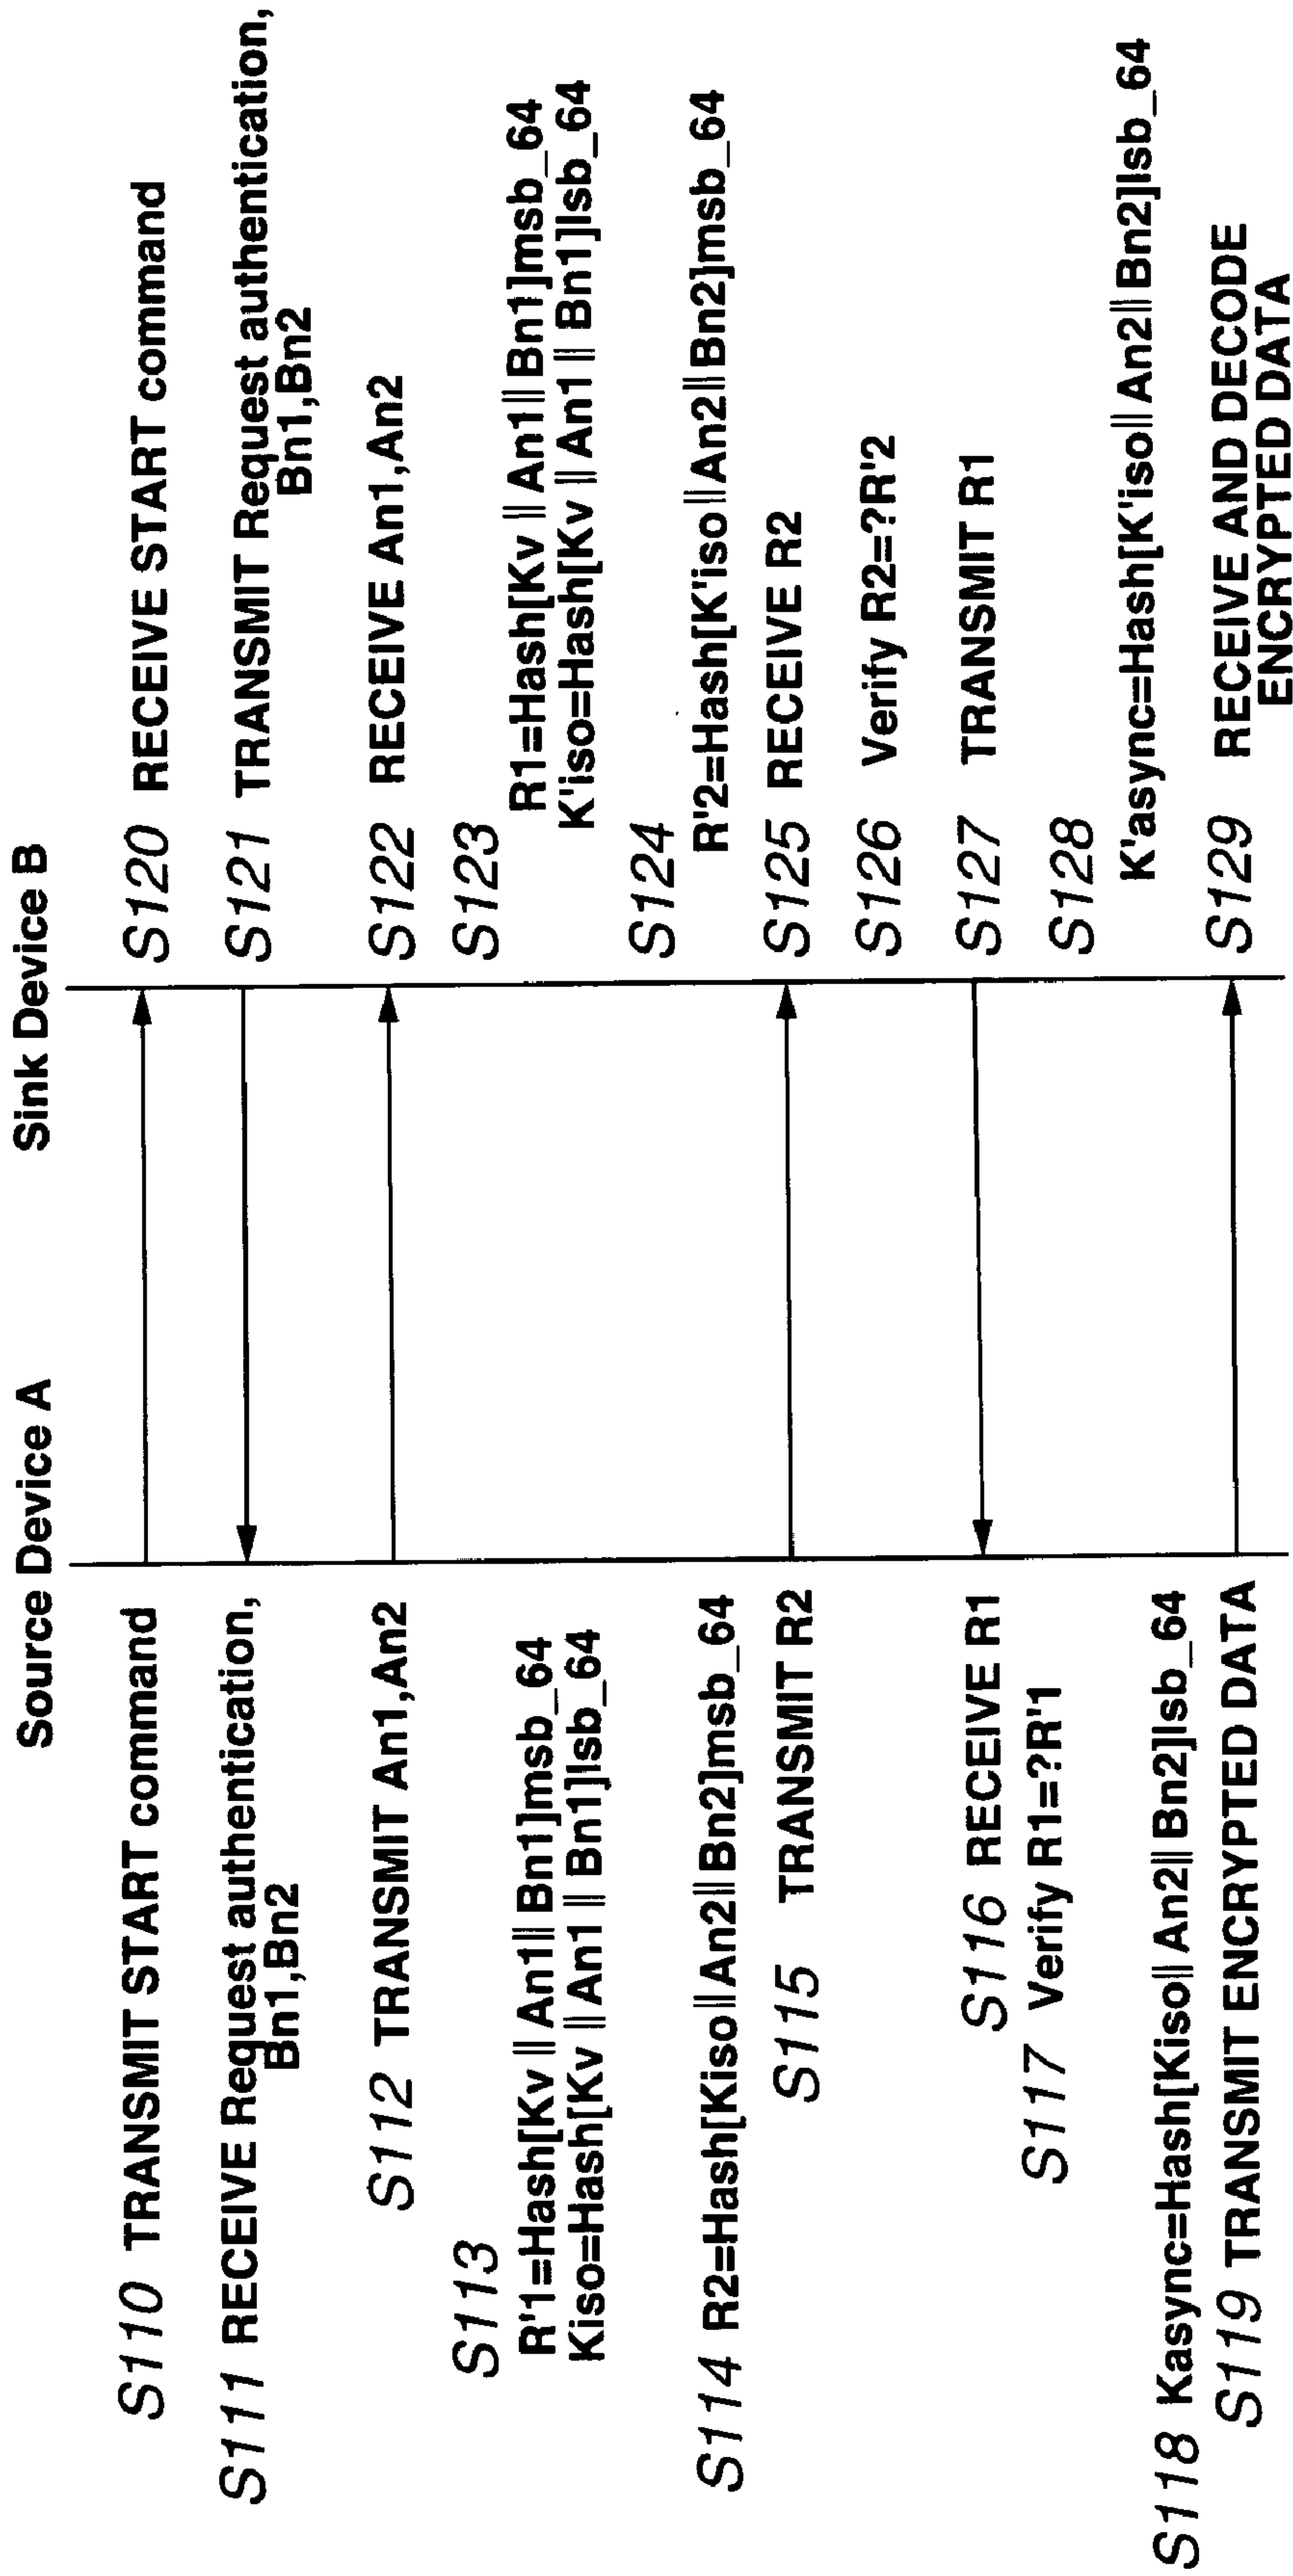 Source Device A
Sink Device B
S110 TRANSMIT START command
S120 RECEIVE START command
S111 RECEIVE Request authentication,
Bn1,Bn2
S121 TRANSMIT Request authentication,
Bn1,Bn2
S112 TRANSMIT An1,An2
S122 RECEIVE An1,An2
S113
R'1=Hash[Kv || An1|| Bn1]msb_64
Kiso=Hash[Kv || An1 || Bn1]lsb_64
S123
R1=Hash[Kv || An1|| Bn1]msb_64
K'iso=Hash[Kv || An1 || Bn1]lsb_64
S114 R2=Hash[Kiso||An2||Bn2]msb_64
S124
R'2=Hash[K'iso||An2||Bn2]msb_64
S115 TRANSMIT R2
S125 RECEIVE R2
S126 Verify R2=?R'2
S116 RECEIVE R1
S127 TRANSMIT R1
S117 Verify R1=?R'1
S128
K'async=Hash[K'iso|| An2|| Bn2]lsb_64
S118 Kasync=Hash[Kiso|| An2|| Bn2]lsb_64
S119 TRANSMIT ENCRYPTED DATA
S129 RECEIVE AND DECODE
ENCRYPTED DATA